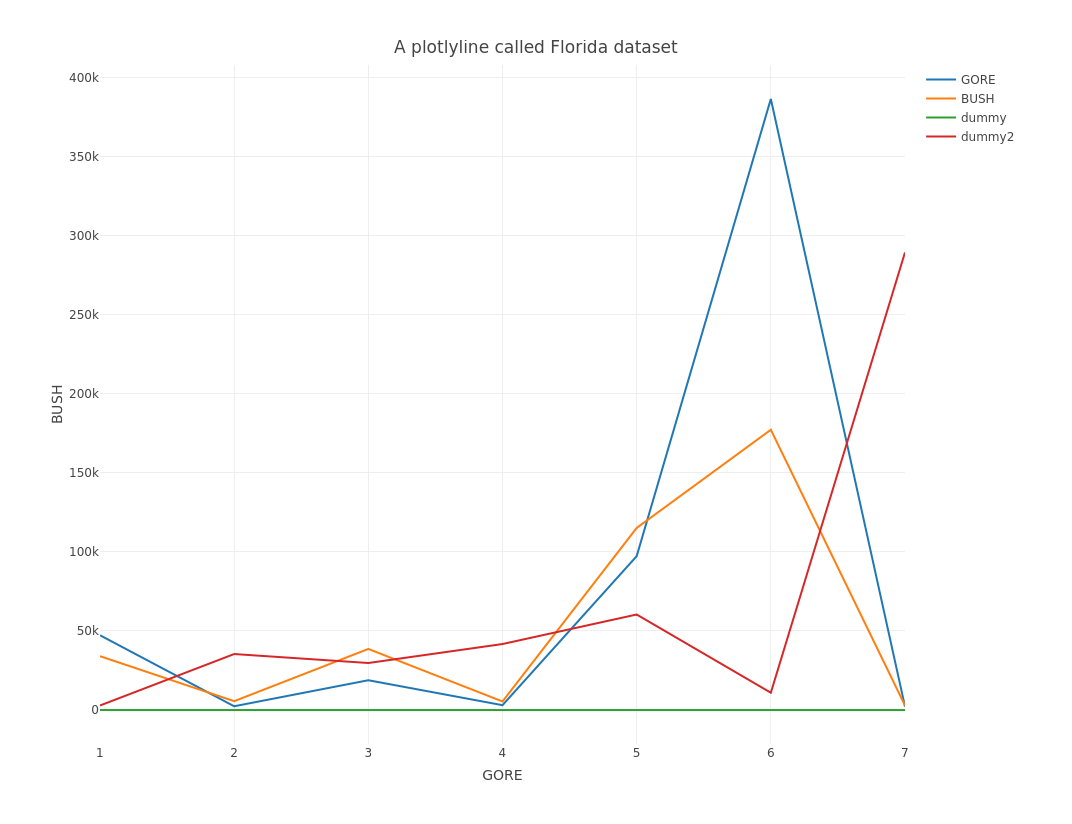 A plotlyline called Florida dataset
GORE
BUSH
dummy
dummy2
400k
350k
300k
250k
200k
150k
100k
50k
0
BUSH
1 2 3 4 5 6 7
GORE